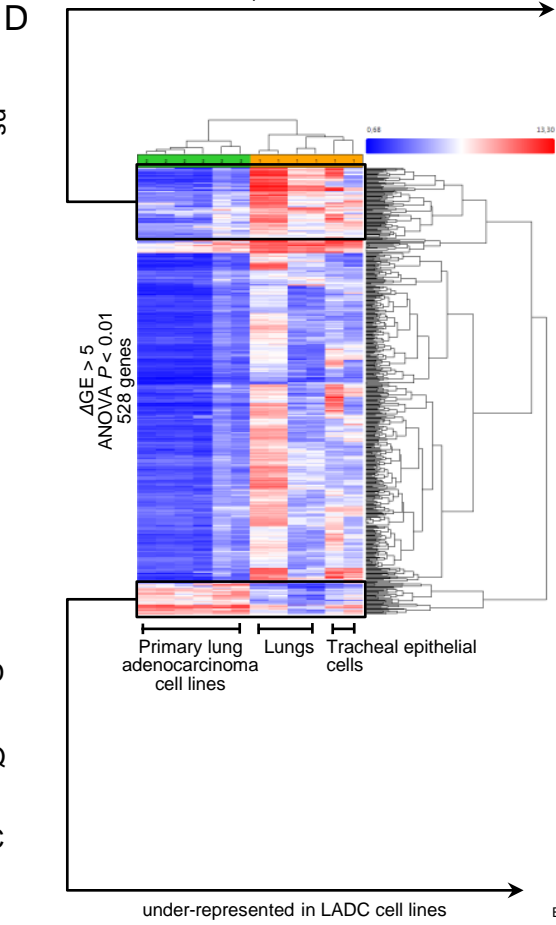 D
0,68
13,30
ΔGE > 5
ANOVA P < 0.01
528 genes
Primary lung
adenocarcinoma
cell lines
Lungs
Tracheal epithelial
cells
under-represented in LADC cell lines